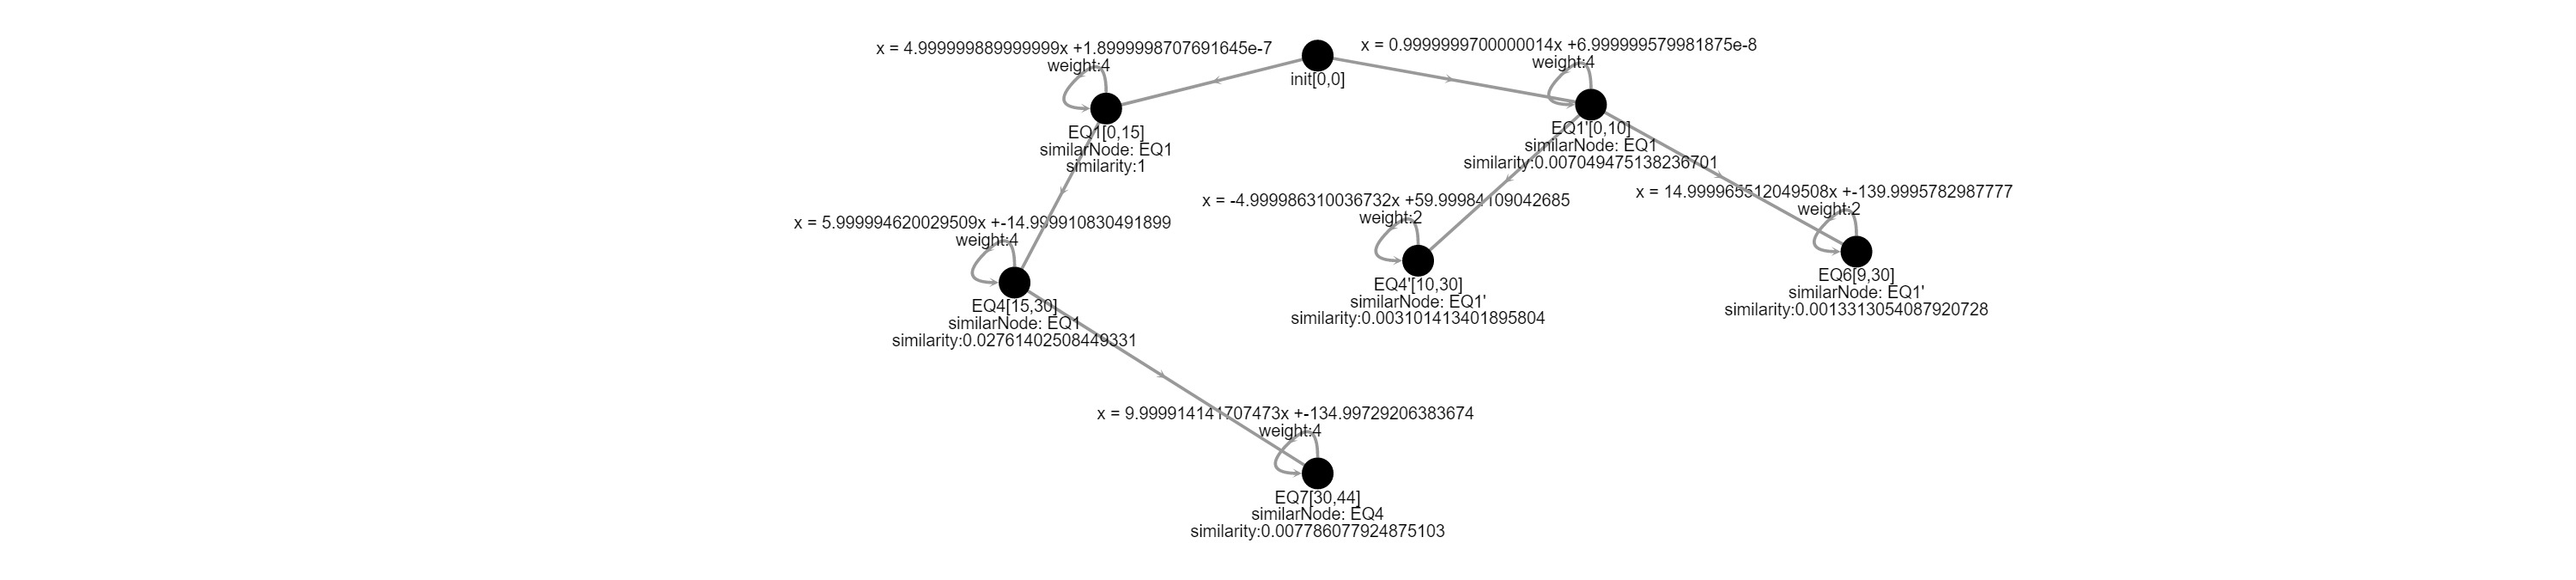 x = 4.999999889999999x +1.8999998707691645e-7
weight:4
init[0,0]
x = 0.9999999700000014x +6.999999579981875e-8
weight:4
EQ1[0,15]
similarNode: EQ1
similarity:1
EQ1'[0,10]
similarNode: EQ1
similarity:0.007049475138236701
x = 5.999994620029509x +-14.999910830491899
weight:4
EQ4[15,30]
similarNode: EQ1
similarity:0.02761402508449331
x = -4.999986310036732x +59.99984109042685
weight:2
EQ4'[10,30]
similarNode: EQ1'
similarity:0.003101413401895804
x = 14.999965512049508x +-139.9995782987777
weight:2
EQ6[9,30]
similarNode: EQ1'
similarity:0.0013313054087920728
x = 9.999914141707473x +-134.99729206383674
weight:4
EQ7[30,44]
similarNode: EQ4
similarity:0.007786077924875103